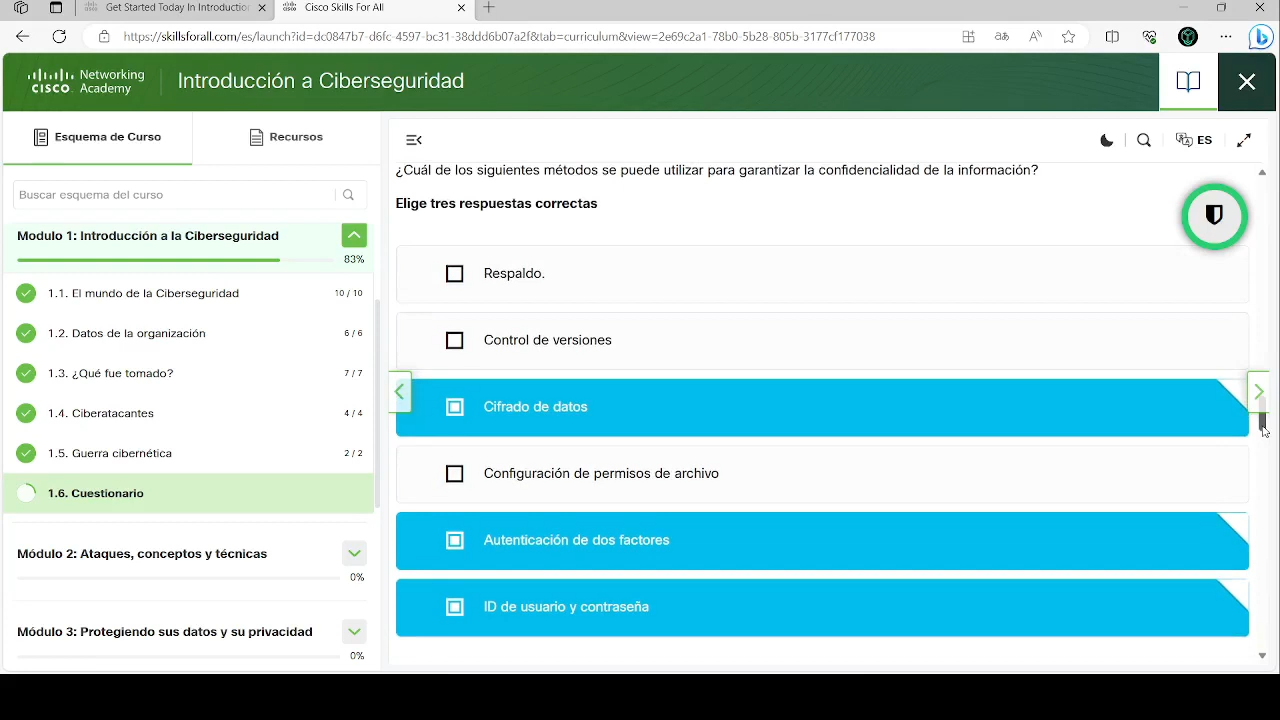 Get Started Today In Introduction
Cisco Skills For All
https://skillsforall.com/es/launch?id=dc0847b7-d6fc-4597-bc31-38ddd6b07a2f&tab=curriculum&view=2e69c2a1-78b0-5b28-805b-3177cf177038
CISCO Networking Academy
Introducción a Ciberseguridad
Esquema de Curso
Recursos
ES
Buscar esquema del curso
Modulo 1: Introducción a la Ciberseguridad
83%
1.1. El mundo de la Ciberseguridad 10 / 10
1.2. Datos de la organización 6 / 6
1.3. ¿Qué fue tomado? 7 / 7
1.4. Ciberatacantes 4 / 4
1.5. Guerra cibernética 2 / 2
1.6. Cuestionario
Módulo 2: Ataques, conceptos y técnicas
0%
Módulo 3: Protegiendo sus datos y su privacidad
0%
¿Cuál de los siguientes métodos se puede utilizar para garantizar la confidencialidad de la información?
Elige tres respuestas correctas
Respaldo.
Control de versiones
Cifrado de datos
Configuración de permisos de archivo
Autenticación de dos factores
ID de usuario y contraseña